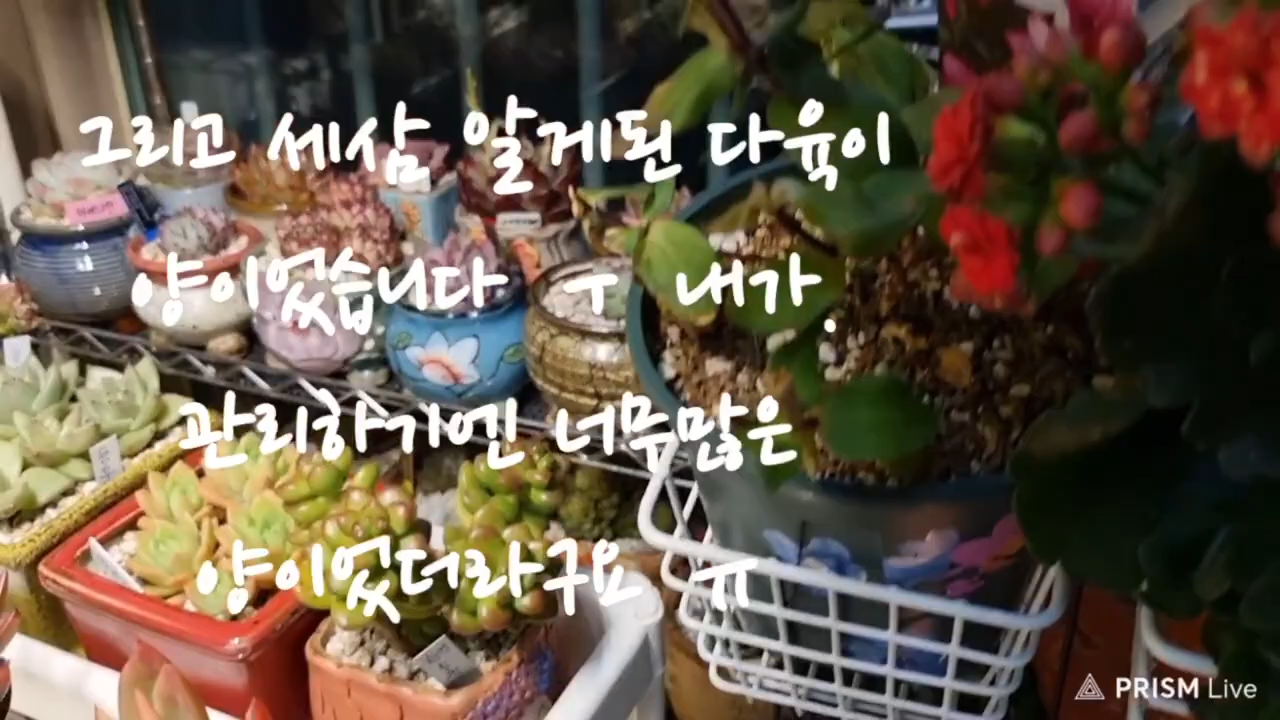 그리고 세삼 알게된 다육이
양이었습니다 ㅜ 내가
관리하기엔 너무많은
양이었더라구요 ㅠ
PRISM Live